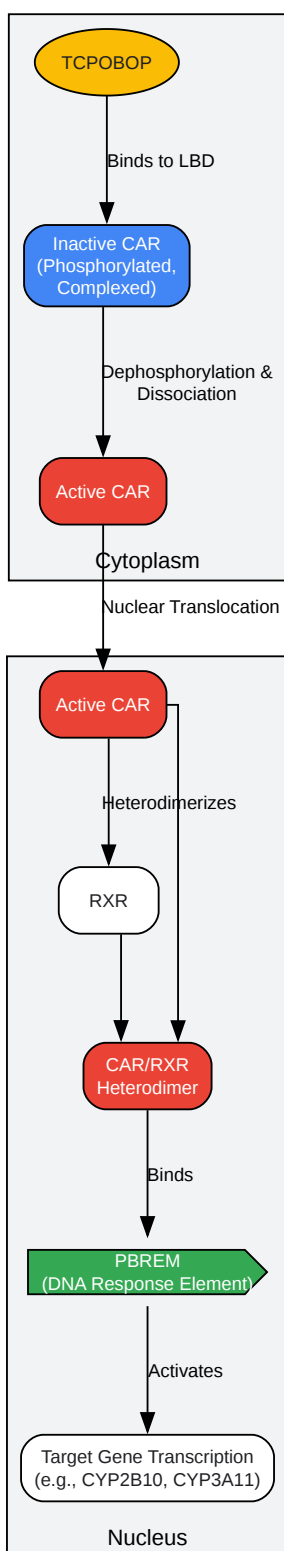 TCPOBOP
Binds to LBD
Inactive CAR
(Phosphorylated,
Complexed)
Dephosphorylation &
Dissociation
Active CAR
Cytoplasm
Nuclear Translocation
Active CAR
Heterodimerizes
RXR
CAR/RXR
Heterodimer
Binds
PBREM
(DNA Response Element)
Activates
Target Gene Transcription
(e.g., CYP2B10, CYP3A11)
Nucleus